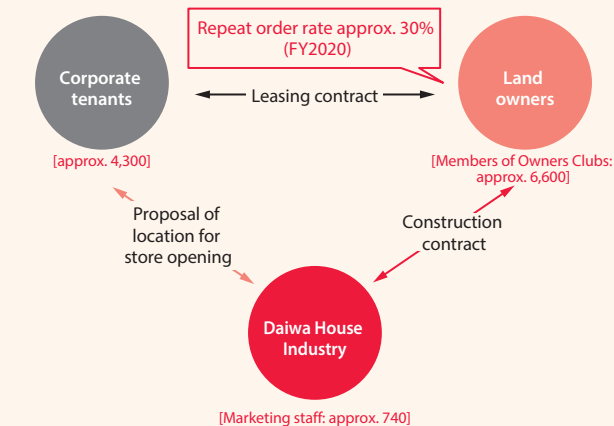 Repeat order rate approx. 30%
(FY2020)
Corporate
tenants
Leasing contract
Land
owners
[approx. 4,300]
[Members of Owners Clubs:
approx. 6,600]
Proposal of
location for
store opening
Construction
contract
Daiwa House
Industry
[Marketing staff: approx. 740]